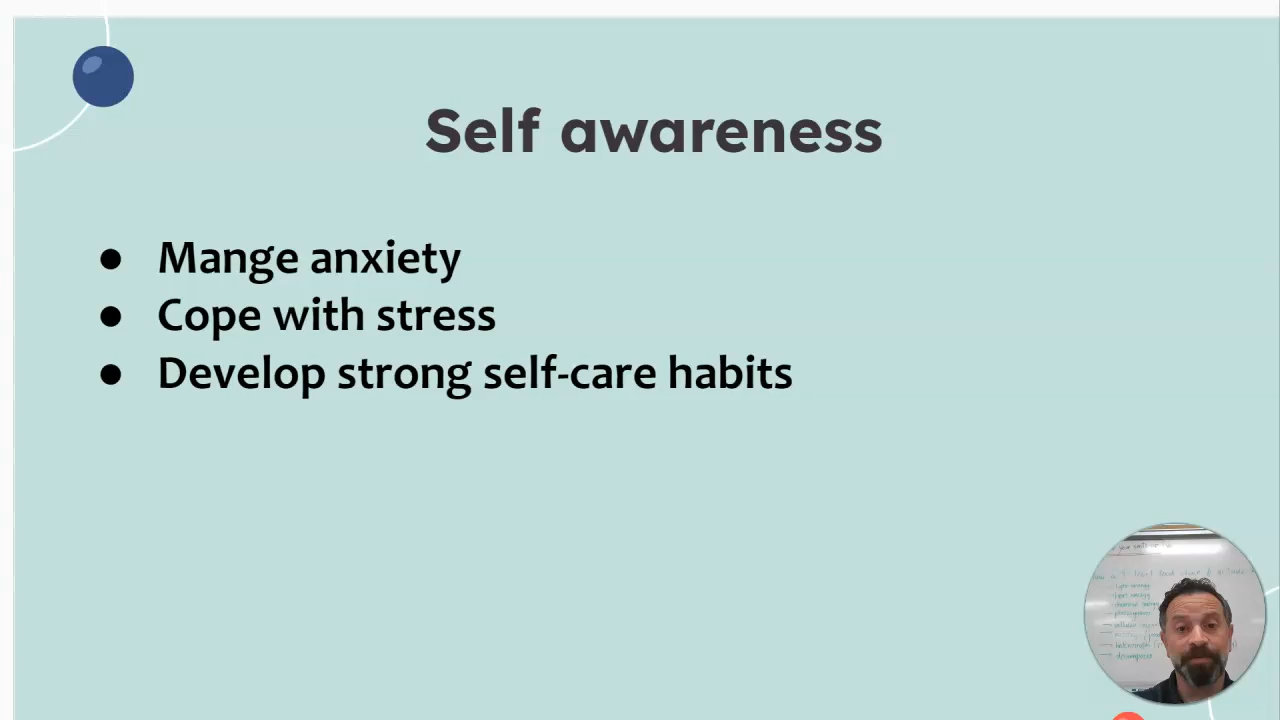 Self awareness
● Mange anxiety
● Cope with stress
● Develop strong self-care habits